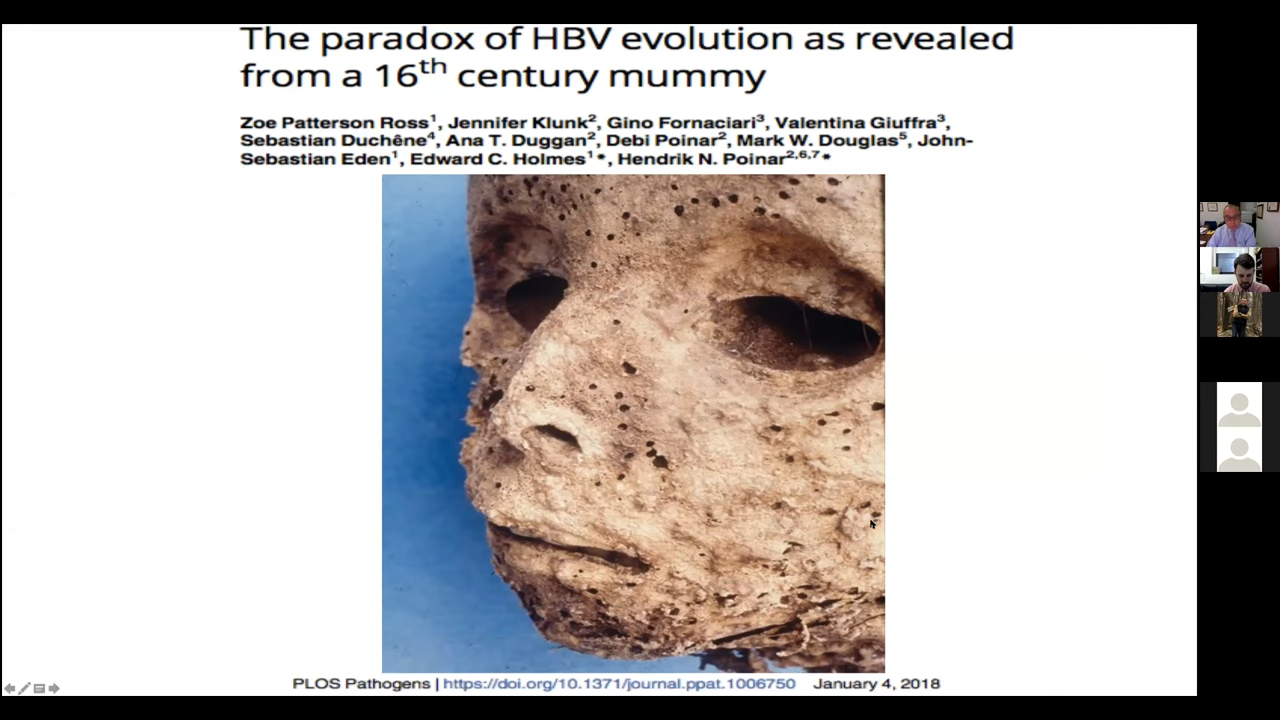 The paradox of HBV evolution as revealed
from a 16th century mummy
Zoe Patterson Ross1, Jennifer Klunk2, Gino Fornaciari3, Valentina Giuffra3,
Sebastian Duchêne4, Ana T. Duggan2, Debi Poinar2, Mark W. Douglas5, John-
Sebastian Eden1, Edward C. Holmes1*, Hendrik N. Poinar2,6,7*
PLOS Pathogens | https://doi.org/10.1371/journal.ppat.1006750 January 4, 2018